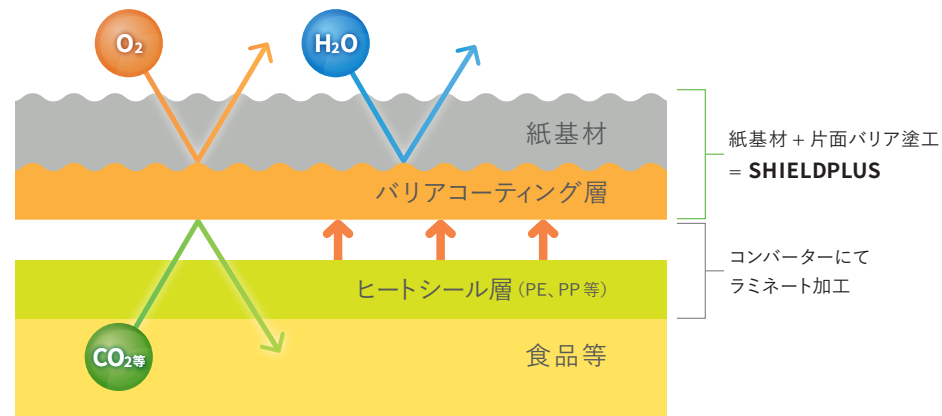 O₂
H₂O
紙基材
バリアコーティング層
紙基材 + 片面バリア塗工
= SHIELDPLUS
コンバーターにて
ラミネート加工
ヒートシール層 (PE、PP 等)
CO₂等
食品等